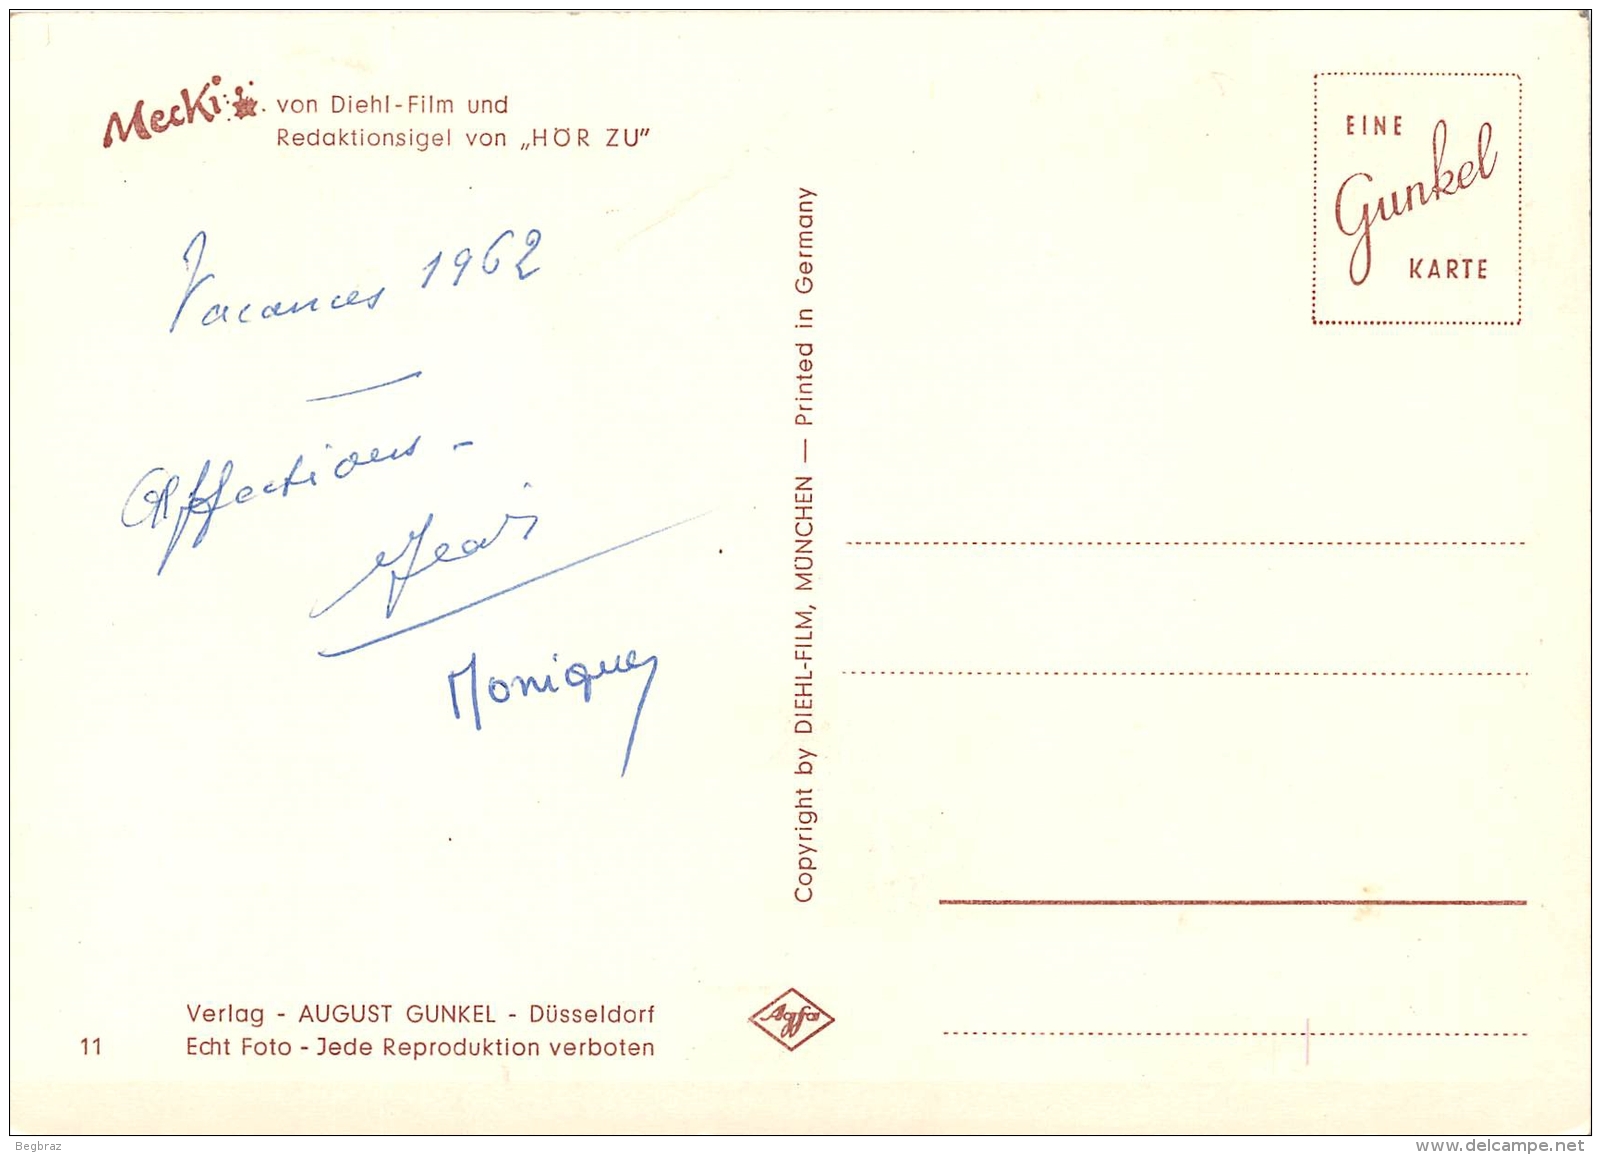 Mecki
von Diehl-Film und
Redaktionsigel von „HÖR ZU"
Vacances 1962
Affections -
Jean
Monique
Verlag - AUGUST GUNKEL - Düsseldorf
11 Echt Foto - Jede Reproduktion verboten
Copyright by DIEHL-FILM, MÜNCHEN — Printed in Germany
Agfa
EINE
Gunkel
KARTE
Begbraz
www.delcampe.net